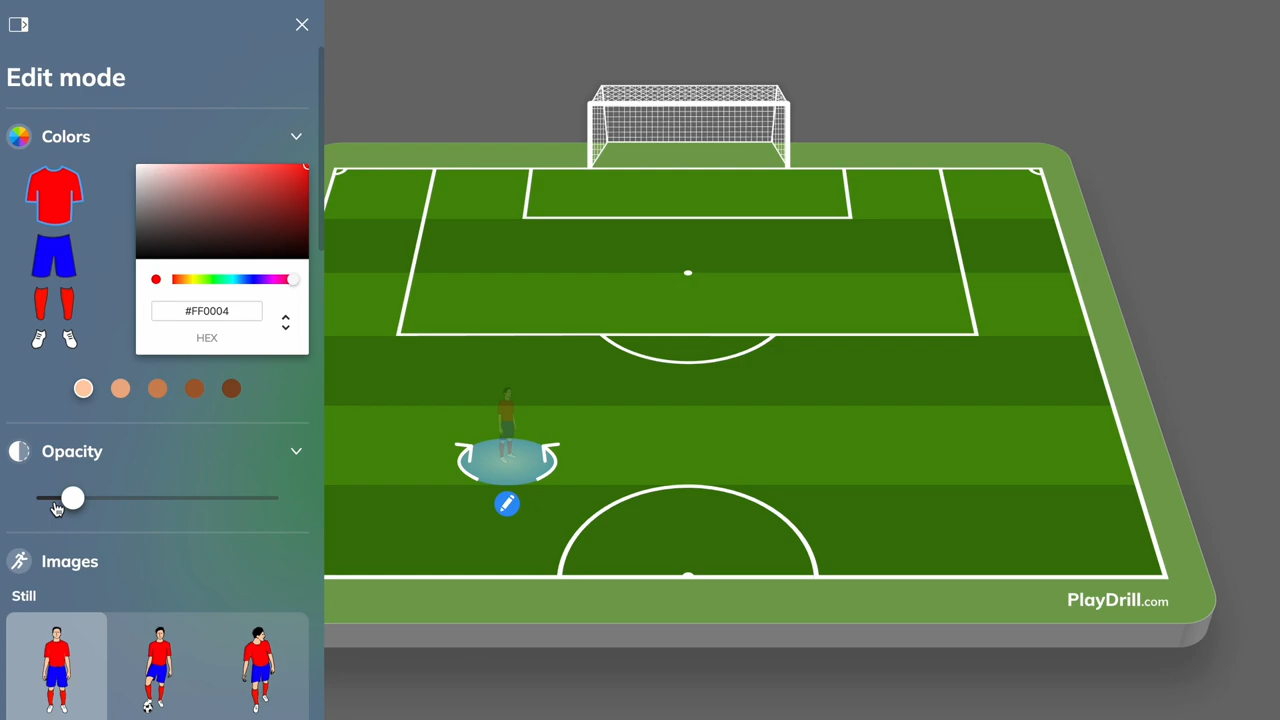 Edit mode
Colors
#FF0004
HEX
Opacity
Images
Still
PlayDrill.com